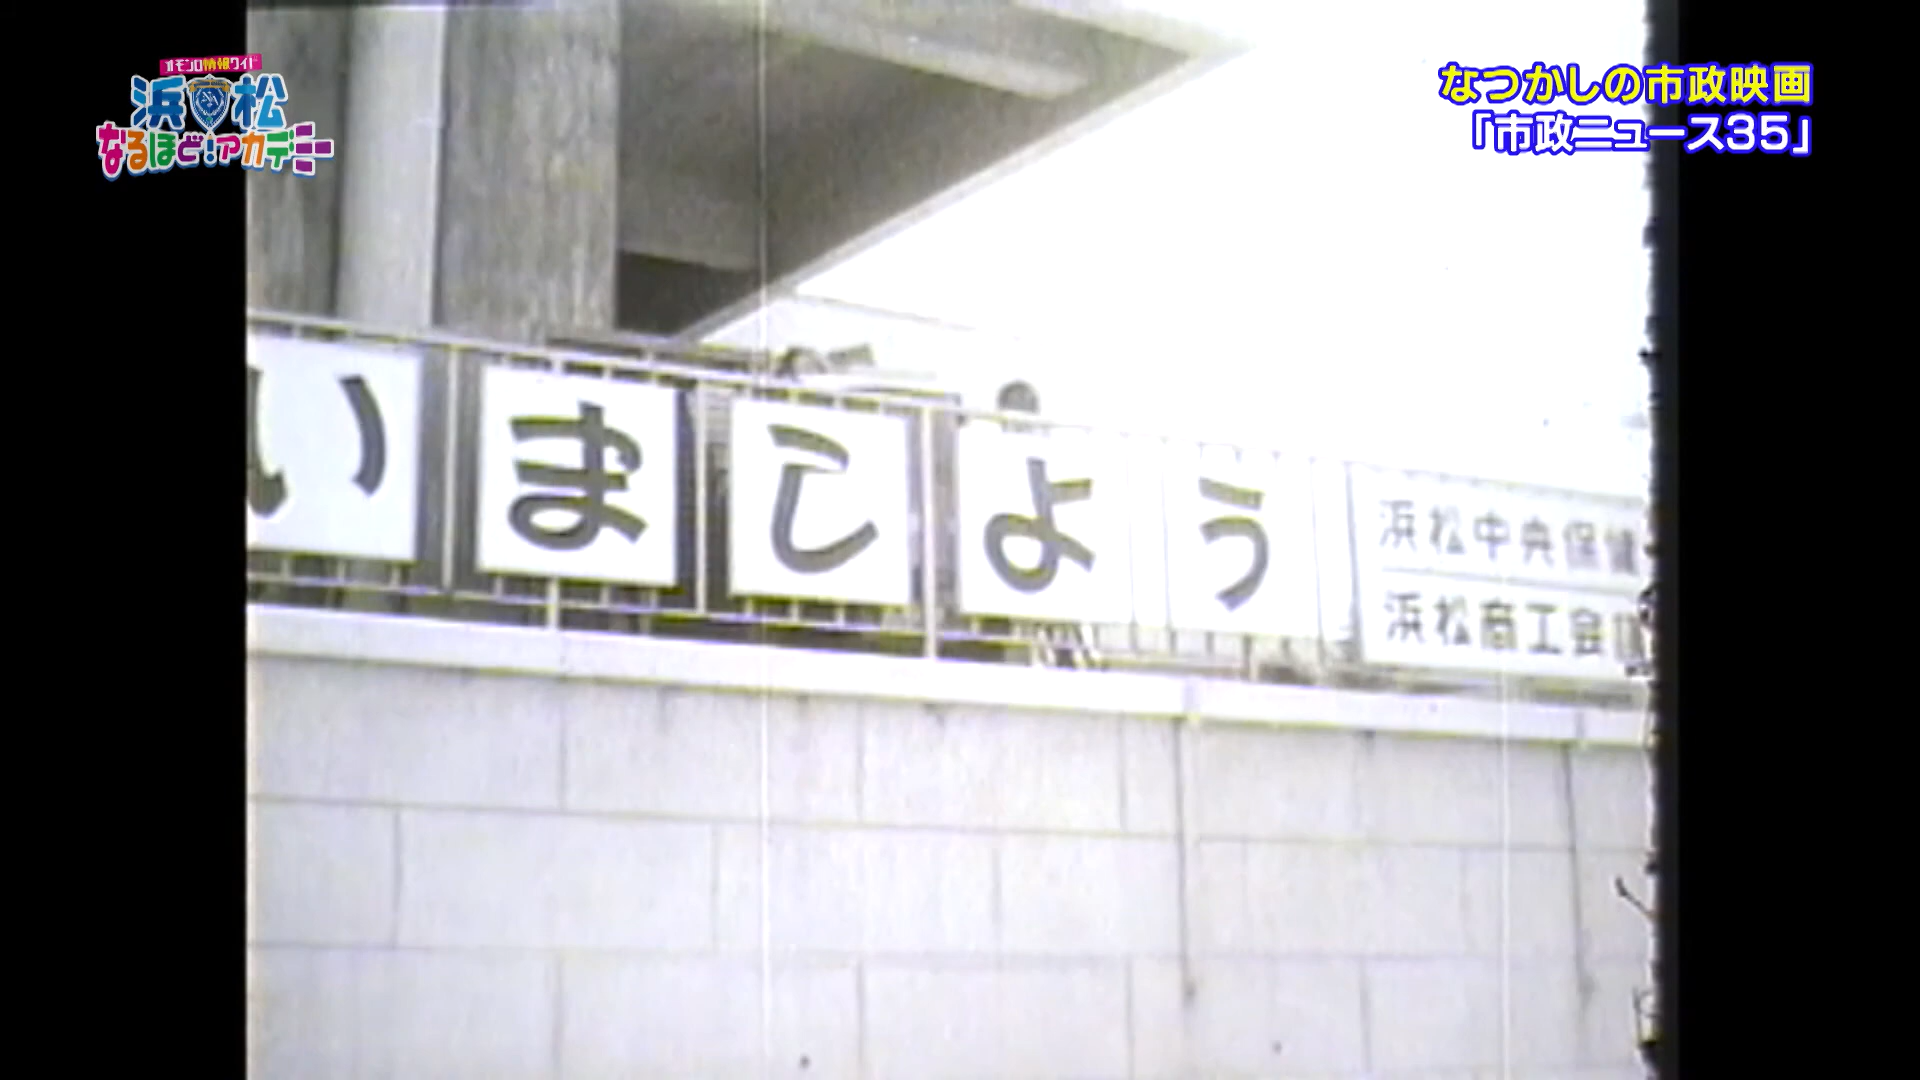 オモシロ情報ワイド
浜松
なるほど!アカデミー
なつかしの市政映画
「市政ニュース35」
いましよう
浜松中央保健
浜松商工会